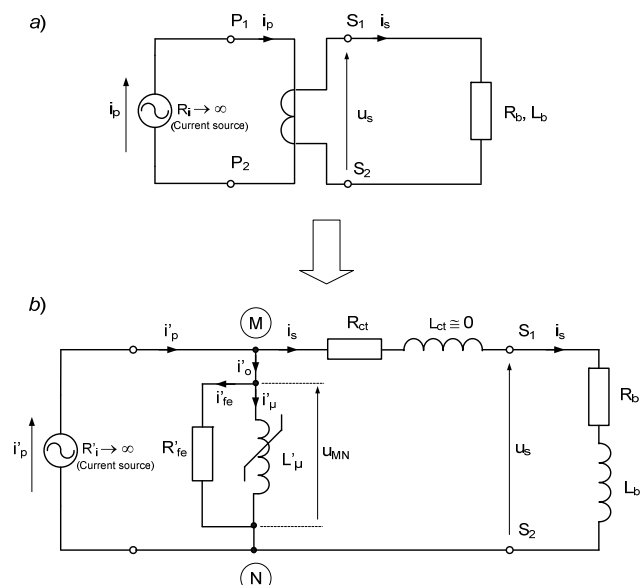 a)
P1
ip
S1
is
ip
Ri→∞
(Current source)
us
Rb, Lb
P2
S2
b)
M
i'p
is
Rct
Lct≅0
S1
is
i'o
i'fe
i'μ
Rb
i'p
R'i→∞
(Current source)
R'fe
L'μ
uMN
us
Lb
S2
N